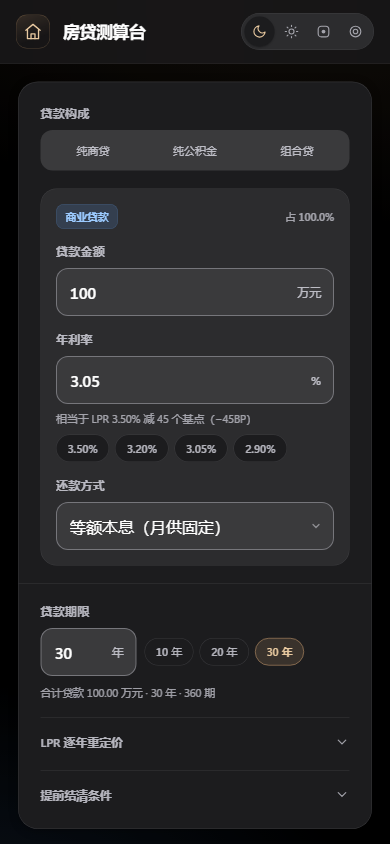 房贷测算台
贷款构成
纯商贷 纯公积金 组合贷
商业贷款 占 100.0%
贷款金额
100 万元
年利率
3.05 %
相当于 LPR 3.50% 减 45 个基点（−45BP）
3.50% 3.20% 3.05% 2.90%
还款方式
等额本息（月供固定）
贷款期限
30 年 10 年 20 年 30 年
合计贷款 100.00 万元 · 30 年 · 360 期
LPR 逐年重定价
提前结清条件